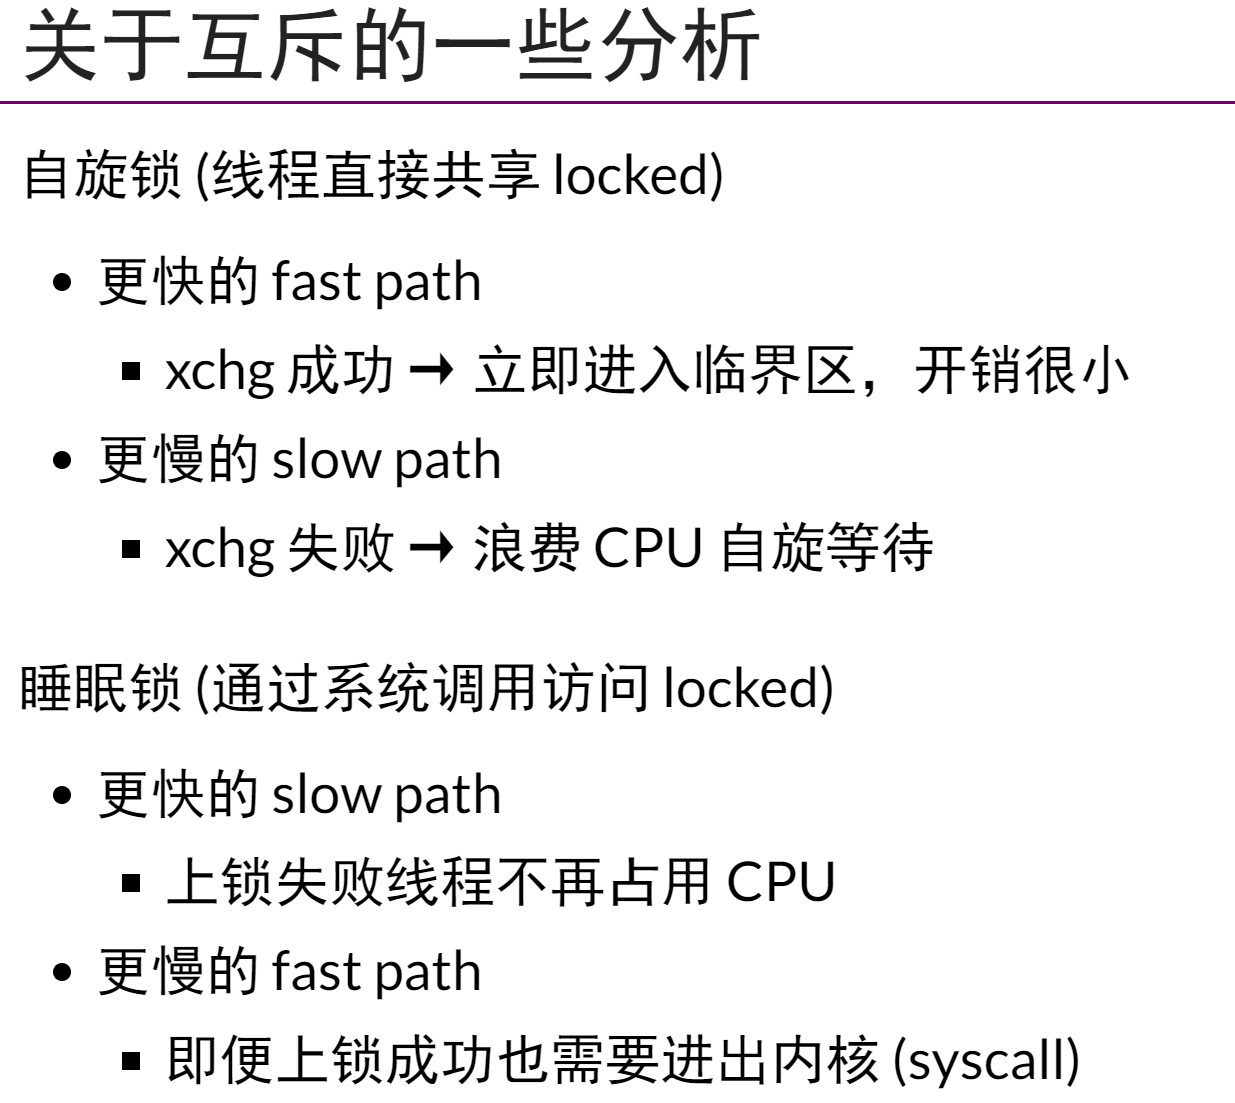 关于互斥的一些分析
自旋锁 (线程直接共享 locked)
• 更快的 fast path
▪ xchg 成功 → 立即进入临界区，开销很小
• 更慢的 slow path
▪ xchg 失败 → 浪费 CPU 自旋等待
睡眠锁 (通过系统调用访问 locked)
• 更快的 slow path
▪ 上锁失败线程不再占用 CPU
• 更慢的 fast path
▪ 即便上锁成功也需要进出内核 (syscall)